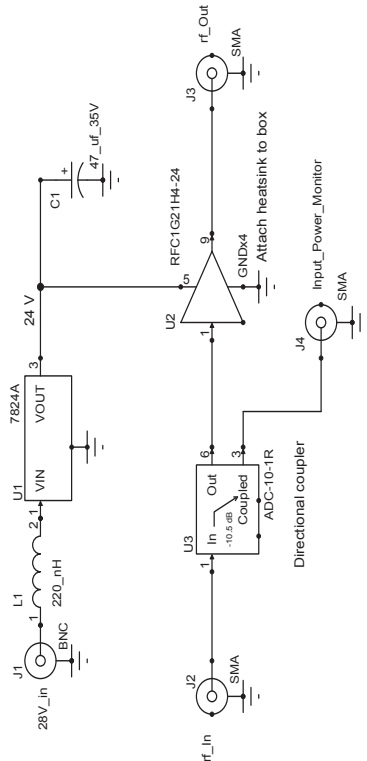 J1
28V_in
BNC
1
L1
2
220_nH
U1
1
7824A
VIN
VOUT
3
24 V
C1
+
47_uf_35V
J2
rf_In
SMA
1
U3
In
Out
-10.5 dB
Coupled
6
3
ADC-10-1R
Directional coupler
1
U2
5
RFC1G21H4-24
9
GNDx4
Attach heatsink to box
J3
rf_Out
SMA
Input_Power_Monitor
J4
SMA